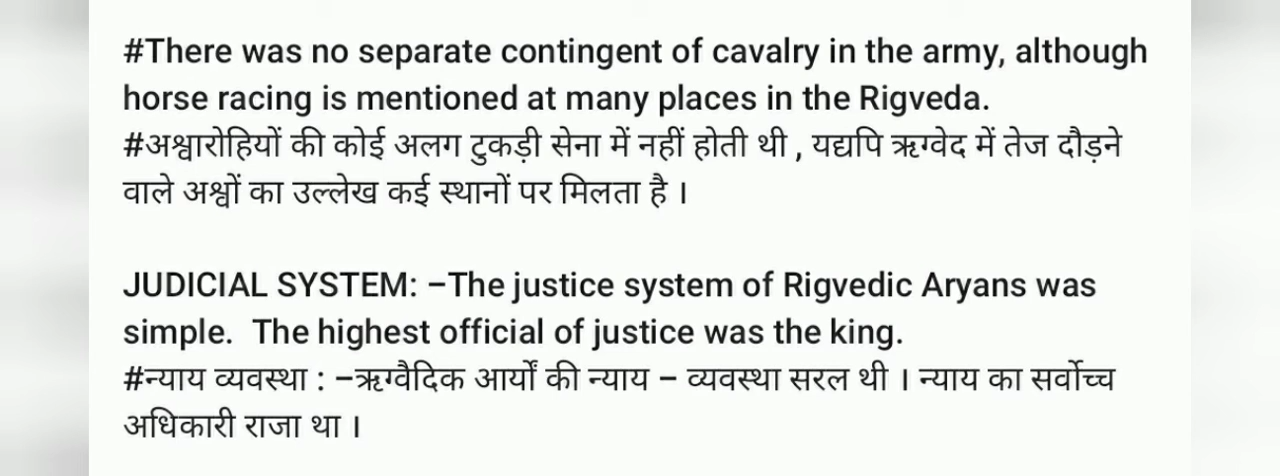 #There was no separate contingent of cavalry in the army, although
horse racing is mentioned at many places in the Rigveda.
#अश्वारोहियों की कोई अलग टुकड़ी सेना में नहीं होती थी , यद्यपि ऋग्वेद में तेज दौड़ने
वाले अश्वों का उल्लेख कई स्थानों पर मिलता है ।
JUDICIAL SYSTEM: –The justice system of Rigvedic Aryans was
simple.  The highest official of justice was the king.
#न्याय व्यवस्था : –ऋग्वैदिक आर्यों की न्याय – व्यवस्था सरल थी । न्याय का सर्वोच्च
अधिकारी राजा था ।